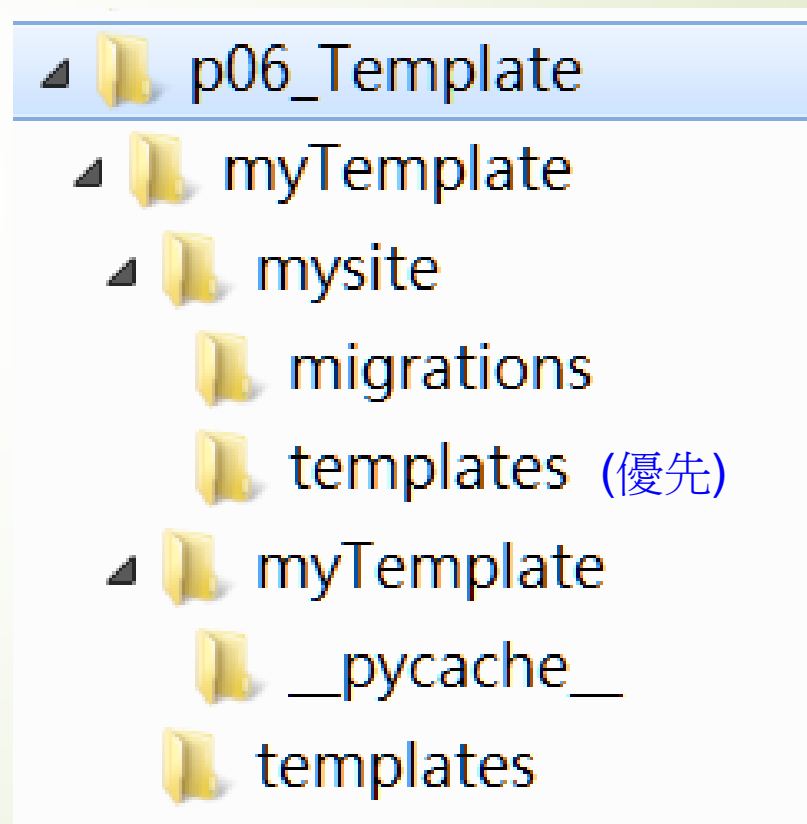 p06_Template
myTemplate
mysite
migrations
templates (優先)
myTemplate
__pycache__
templates